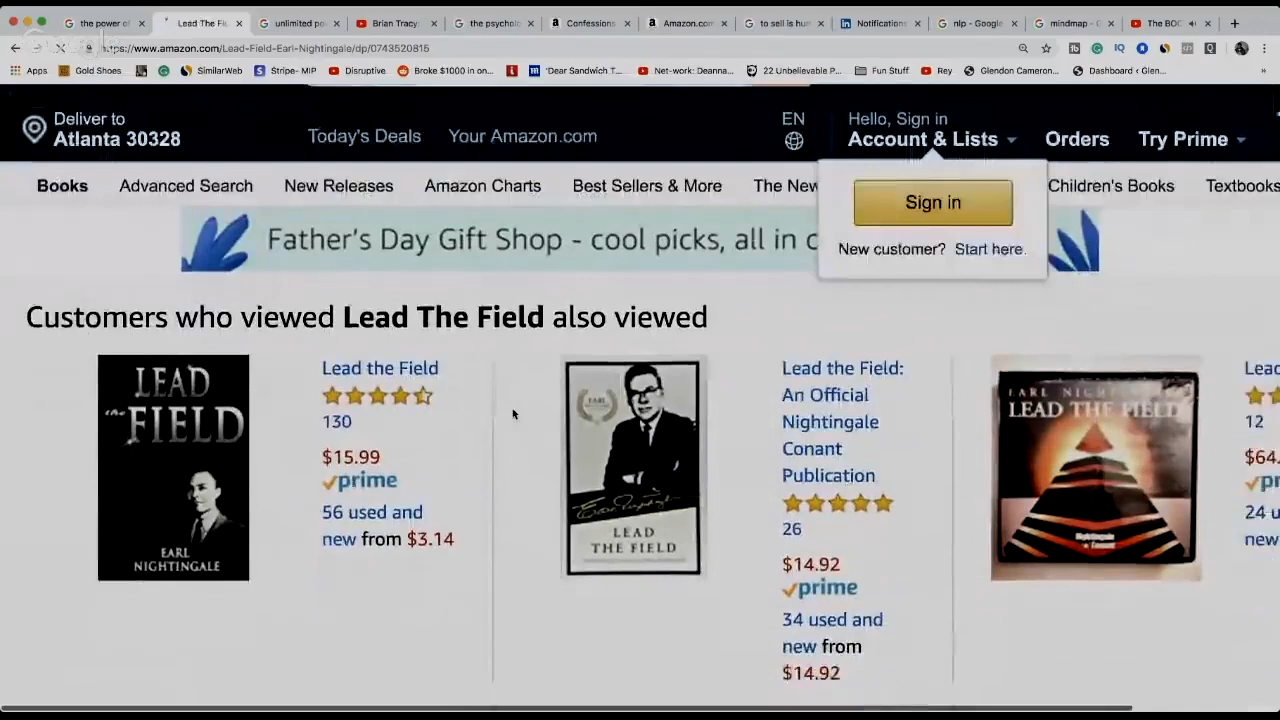 the power of
Lead The Fi
unlimited po
Brian Tracy
the psycholo
Confessions
Amazon.com
to sell is hum
Notifications
nlp - Google
mindmap - G
The BOO
https://www.amazon.com/Lead-Field-Earl-Nightingale/dp/0743520815
Apps
Gold Shoes
SimilarWeb
Stripe- MIP
Disruptive
Broke $1000 in on...
'Dear Sandwich T...
Net-work: Deanna...
22 Unbelievable P...
Fun Stuff
Rey
Glendon Cameron...
Dashboard ‹ Glen...
Deliver to
Atlanta 30328
Today's Deals
Your Amazon.com
EN
Hello, Sign in
Account & Lists
Orders
Try Prime
Books
Advanced Search
New Releases
Amazon Charts
Best Sellers & More
The New
Children's Books
Textbooks
Sign in
New customer? Start here.
Father's Day Gift Shop - cool picks, all in o
Customers who viewed Lead The Field also viewed
LEAD
the FIELD
EARL
NIGHTINGALE
Lead the Field
130
$15.99
prime
56 used and
new from $3.14
EARL
LEAD
THE FIELD
Lead the Field:
An Official
Nightingale
Conant
Publication
26
$14.92
prime
34 used and
new from
$14.92
EARL NIGHTINGALE
LEAD THE FIELD
Nightingale
Conant
Lead
12
$64.
pr
24 u
new